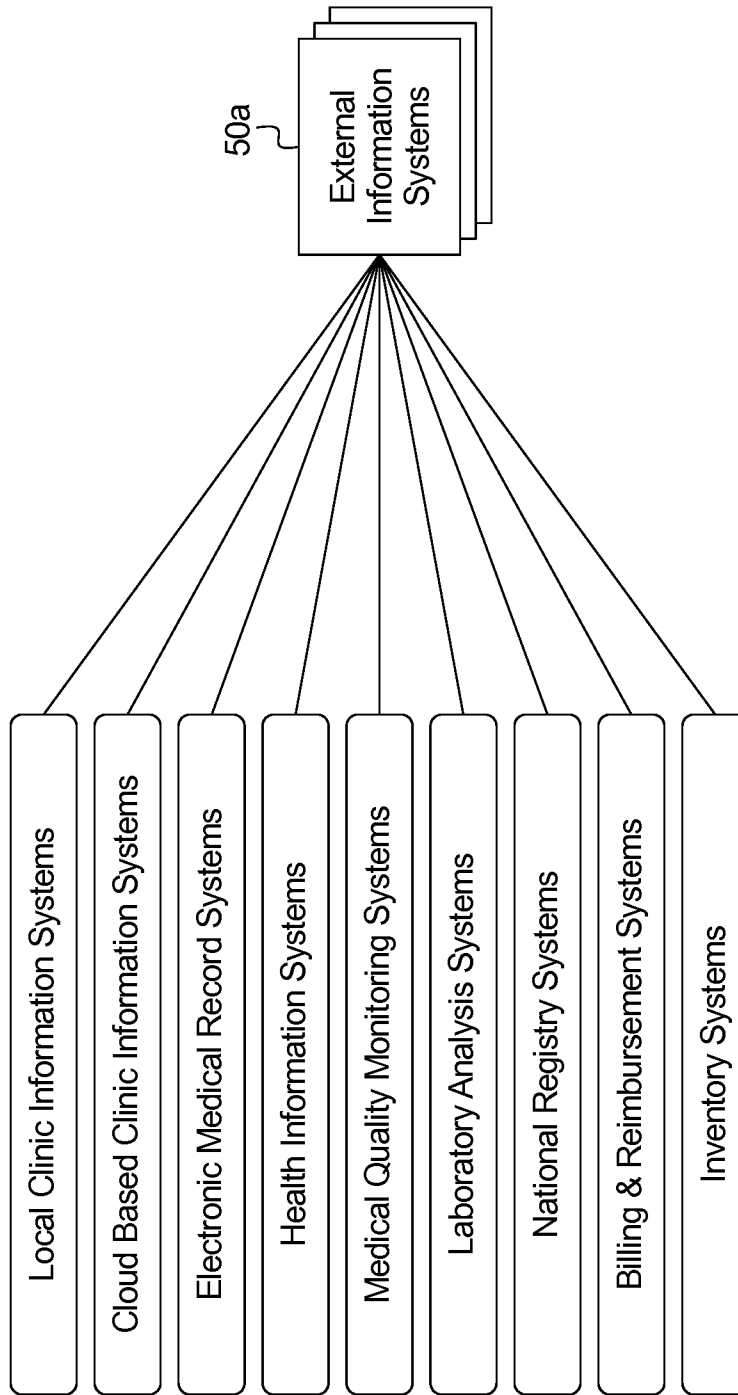 50a
External
Information
Systems
Local Clinic Information Systems
Cloud Based Clinic Information Systems
Electronic Medical Record Systems
Health Information Systems
Medical Quality Monitoring Systems
Laboratory Analysis Systems
National Registry Systems
Billing & Reimbursement Systems
Inventory Systems